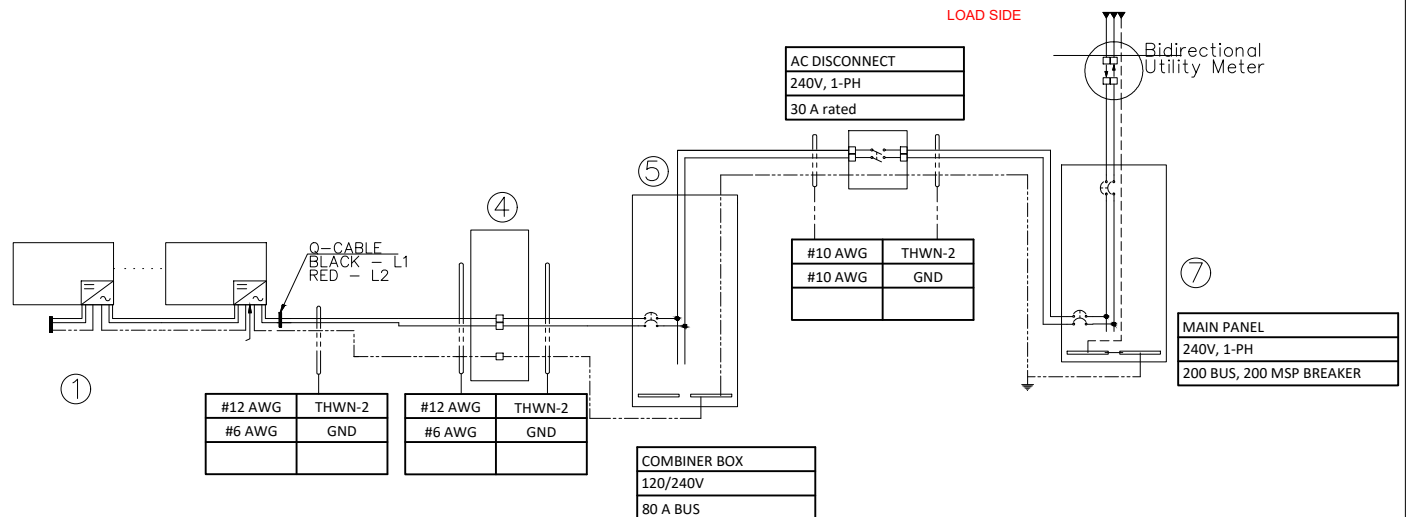 LOAD SIDE
Bidirectional
Utility Meter
AC DISCONNECT
240V, 1-PH
30 A rated
5
4
Q-CABLE
BLACK - L1
RED - L2
#10 AWG THWN-2
#10 AWG GND
7
MAIN PANEL
240V, 1-PH
200 BUS, 200 MSP BREAKER
1
#12 AWG THWN-2
#6 AWG GND
#12 AWG THWN-2
#6 AWG GND
COMBINER BOX
120/240V
80 A BUS